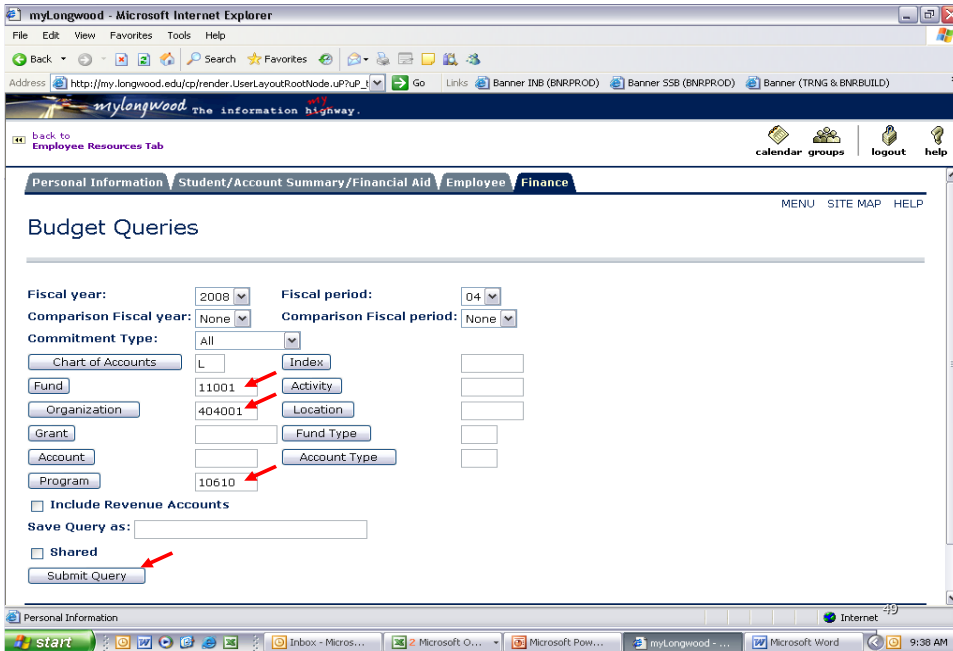 myLongwood - Microsoft Internet Explorer
File Edit View Favorites Tools Help
Back Search Favorites
Address http://my.longwood.edu/cp/render.UserLayoutRootNode.uP?uP_t Go Links Banner INB (BNRPROD) Banner SSB (BNRPROD) Banner (TRNG & BNRBUILD) »
mylongwood The information highway.
my
back to
Employee Resources Tab
calendar groups logout help
Personal Information Student/Account Summary/Financial Aid Employee Finance
MENU SITE MAP HELP
Budget Queries
Fiscal year: 2008 Fiscal period: 04
Comparison Fiscal year: None Comparison Fiscal period: None
Commitment Type: All
Chart of Accounts L Index
Fund 11001 Activity
Organization 404001 Location
Grant Fund Type
Account Account Type
Program 10610
Include Revenue Accounts
Save Query as:
Shared
Submit Query
49
Personal Information Internet
start Inbox - Micros... 2 Microsoft O... Microsoft Pow... myLongwood - ... Microsoft Word 9:38 AM